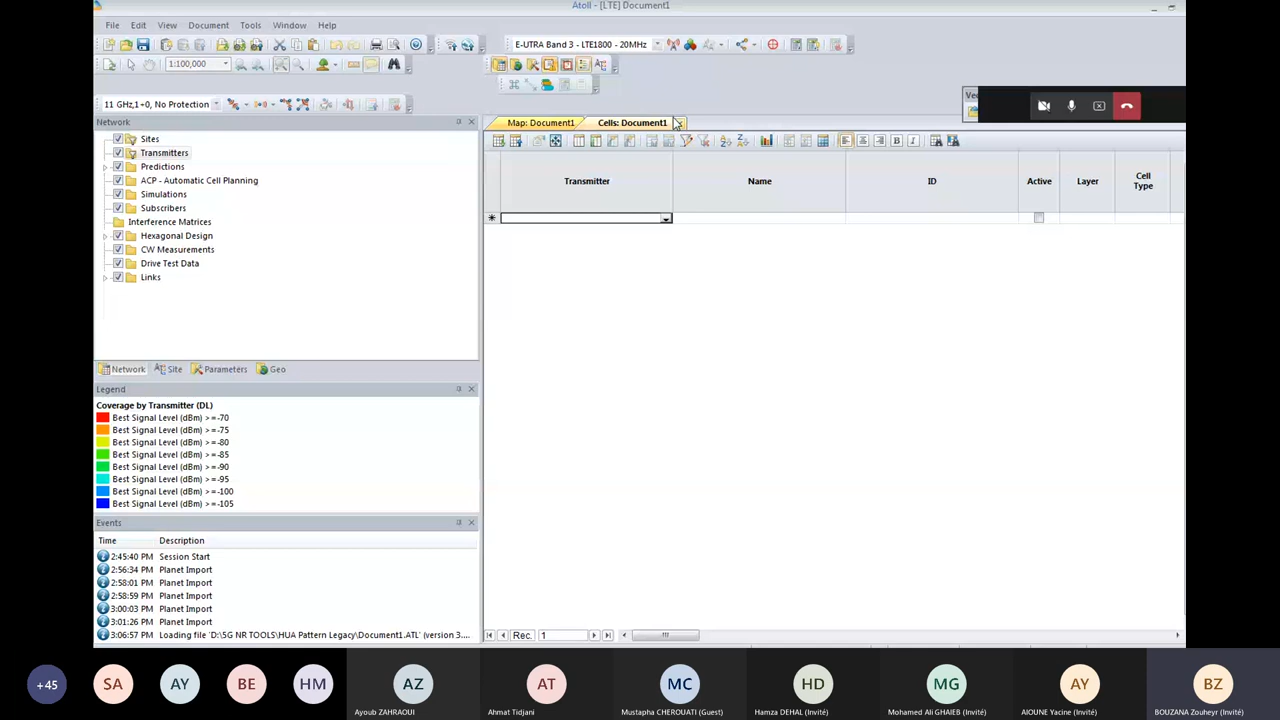 Atoll - [LTE] Document1
File Edit View Document Tools Window Help
E-UTRA Band 3 - LTE1800 - 20MHz
1:100,000
11 GHz,1+0, No Protection
Network
Map: Document1 Cells: Document1
Sites
Transmitters
Predictions
ACP - Automatic Cell Planning
Simulations
Subscribers
Interference Matrices
Hexagonal Design
CW Measurements
Drive Test Data
Links
Transmitter Name ID Active Layer Cell Type
Network Site Parameters Geo
Legend
Coverage by Transmitter (DL)
Best Signal Level (dBm) >=-70
Best Signal Level (dBm) >=-75
Best Signal Level (dBm) >=-80
Best Signal Level (dBm) >=-85
Best Signal Level (dBm) >=-90
Best Signal Level (dBm) >=-95
Best Signal Level (dBm) >=-100
Best Signal Level (dBm) >=-105
Events
Time Description
2:45:40 PM Session Start
2:56:34 PM Planet Import
2:58:01 PM Planet Import
2:58:59 PM Planet Import
3:00:03 PM Planet Import
3:01:26 PM Planet Import
3:06:57 PM Loading file 'D:\5G NR TOOLS\HUA Pattern Legacy\Document1.ATL' (version 3....
Rec. 1
+45 SA AY BE HM AZ AT MC HD MG AY BZ
Ayoub ZAHRAOUI Ahmat Tidjani Mustapha CHEROUATI (Guest) Hamza DEHAL (Invité) Mohamed Ali GHAIEB (Invité) AIOUNE Yacine (Invité) BOUZANA Zouheyr (Invité)